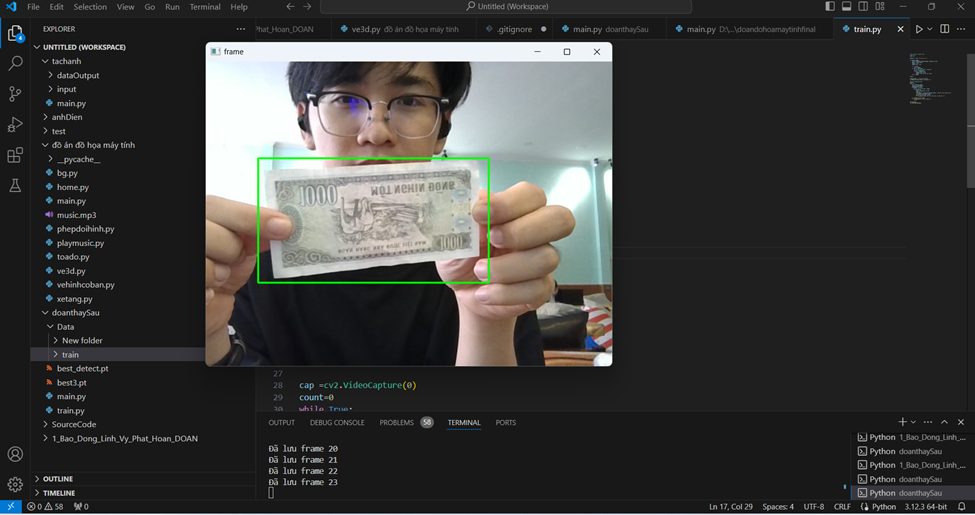 File Edit Selection View Go Run Terminal Help
Untitled (Workspace)
EXPLORER
Phat_HOAN_DOAN
ve3d.py đồ án đồ họa máy tính
.gitignore
main.py doanthaySau
main.py D:\...\doandohoamaytinhfinal
train.py
UNTITLED (WORKSPACE)
tachanh
dataOutput
input
main.py
anhDien
test
đồ án đồ họa máy tính
__pycache__
bg.py
home.py
main.py
music.mp3
phepdoihinh.py
playmusic.py
toado.py
ve3d.py
vehinhcoban.py
xetang.py
doanthaySau
Data
New folder
train
best_detect.pt
best3.pt
main.py
train.py
SourceCode
1_Bao_Dong_Linh_Vy_Phat_Hoan_DOAN
OUTLINE
TIMELINE
frame
1000
MỘT NGHÌN ĐỒNG
1000
27
28 cap =cv2.VideoCapture(0)
29 count=0
30 while True:
OUTPUT DEBUG CONSOLE PROBLEMS 58 TERMINAL PORTS
Đã lưu frame 20
Đã lưu frame 21
Đã lưu frame 22
Đã lưu frame 23
Python 1_Bao_Dong_Linh_...
Python doanthaySau
Python 1_Bao_Dong_Linh_...
Python doanthaySau
Python doanthaySau
0 58 0
Ln 17, Col 29 Spaces: 4 UTF-8 CRLF Python 3.12.3 64-bit